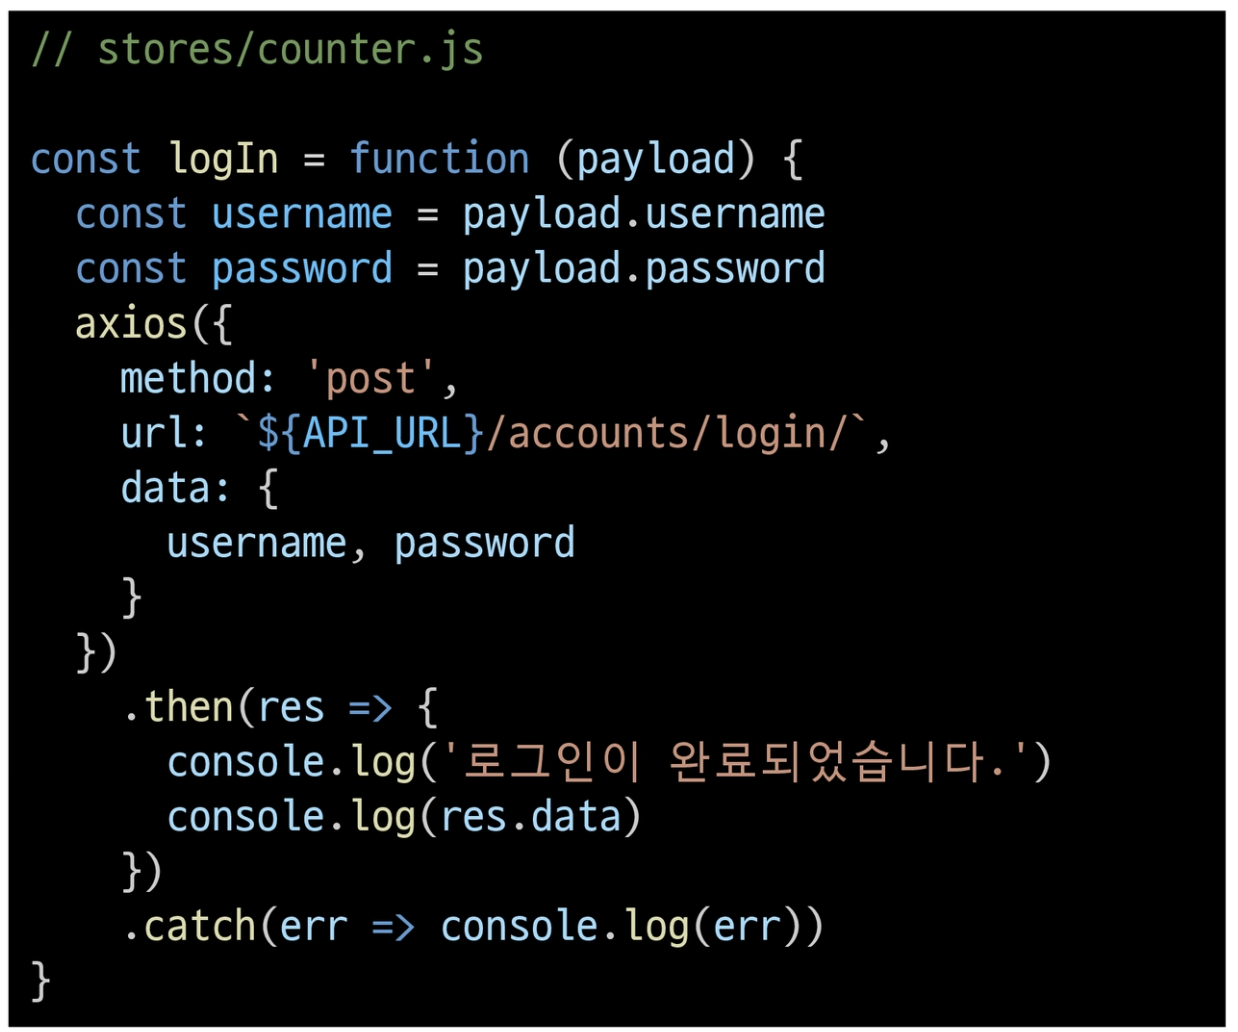 // stores/counter.js

const logIn = function (payload) {
  const username = payload.username
  const password = payload.password
  axios({
    method: 'post',
    url: `${API_URL}/accounts/login/`,
    data: {
      username, password
    }
  })
    .then(res => {
      console.log('로그인이 완료되었습니다.')
      console.log(res.data)
    })
    .catch(err => console.log(err))
}